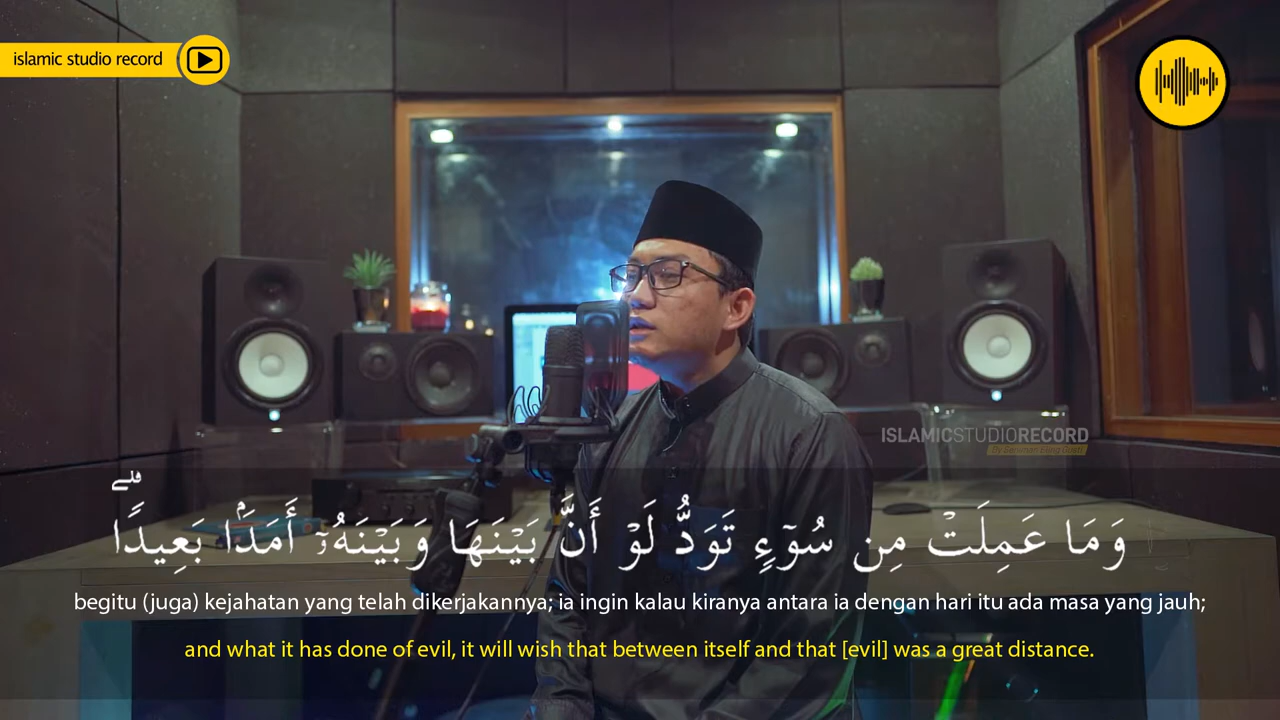 islamic studio record
ISLAMICSTUDIORECORD
وَمَا عَمِلَتْ مِن سُوٓءٍ تَوَدُّ لَوْ أَنَّ بَيْنَهَا وَبَيْنَهُۥٓ أَمَدًۢا بَعِيدًا ۗ
begitu (juga) kejahatan yang telah dikerjakannya; ia ingin kalau kiranya antara ia dengan hari itu ada masa yang jauh;
and what it has done of evil, it will wish that between itself and that [evil] was a great distance.